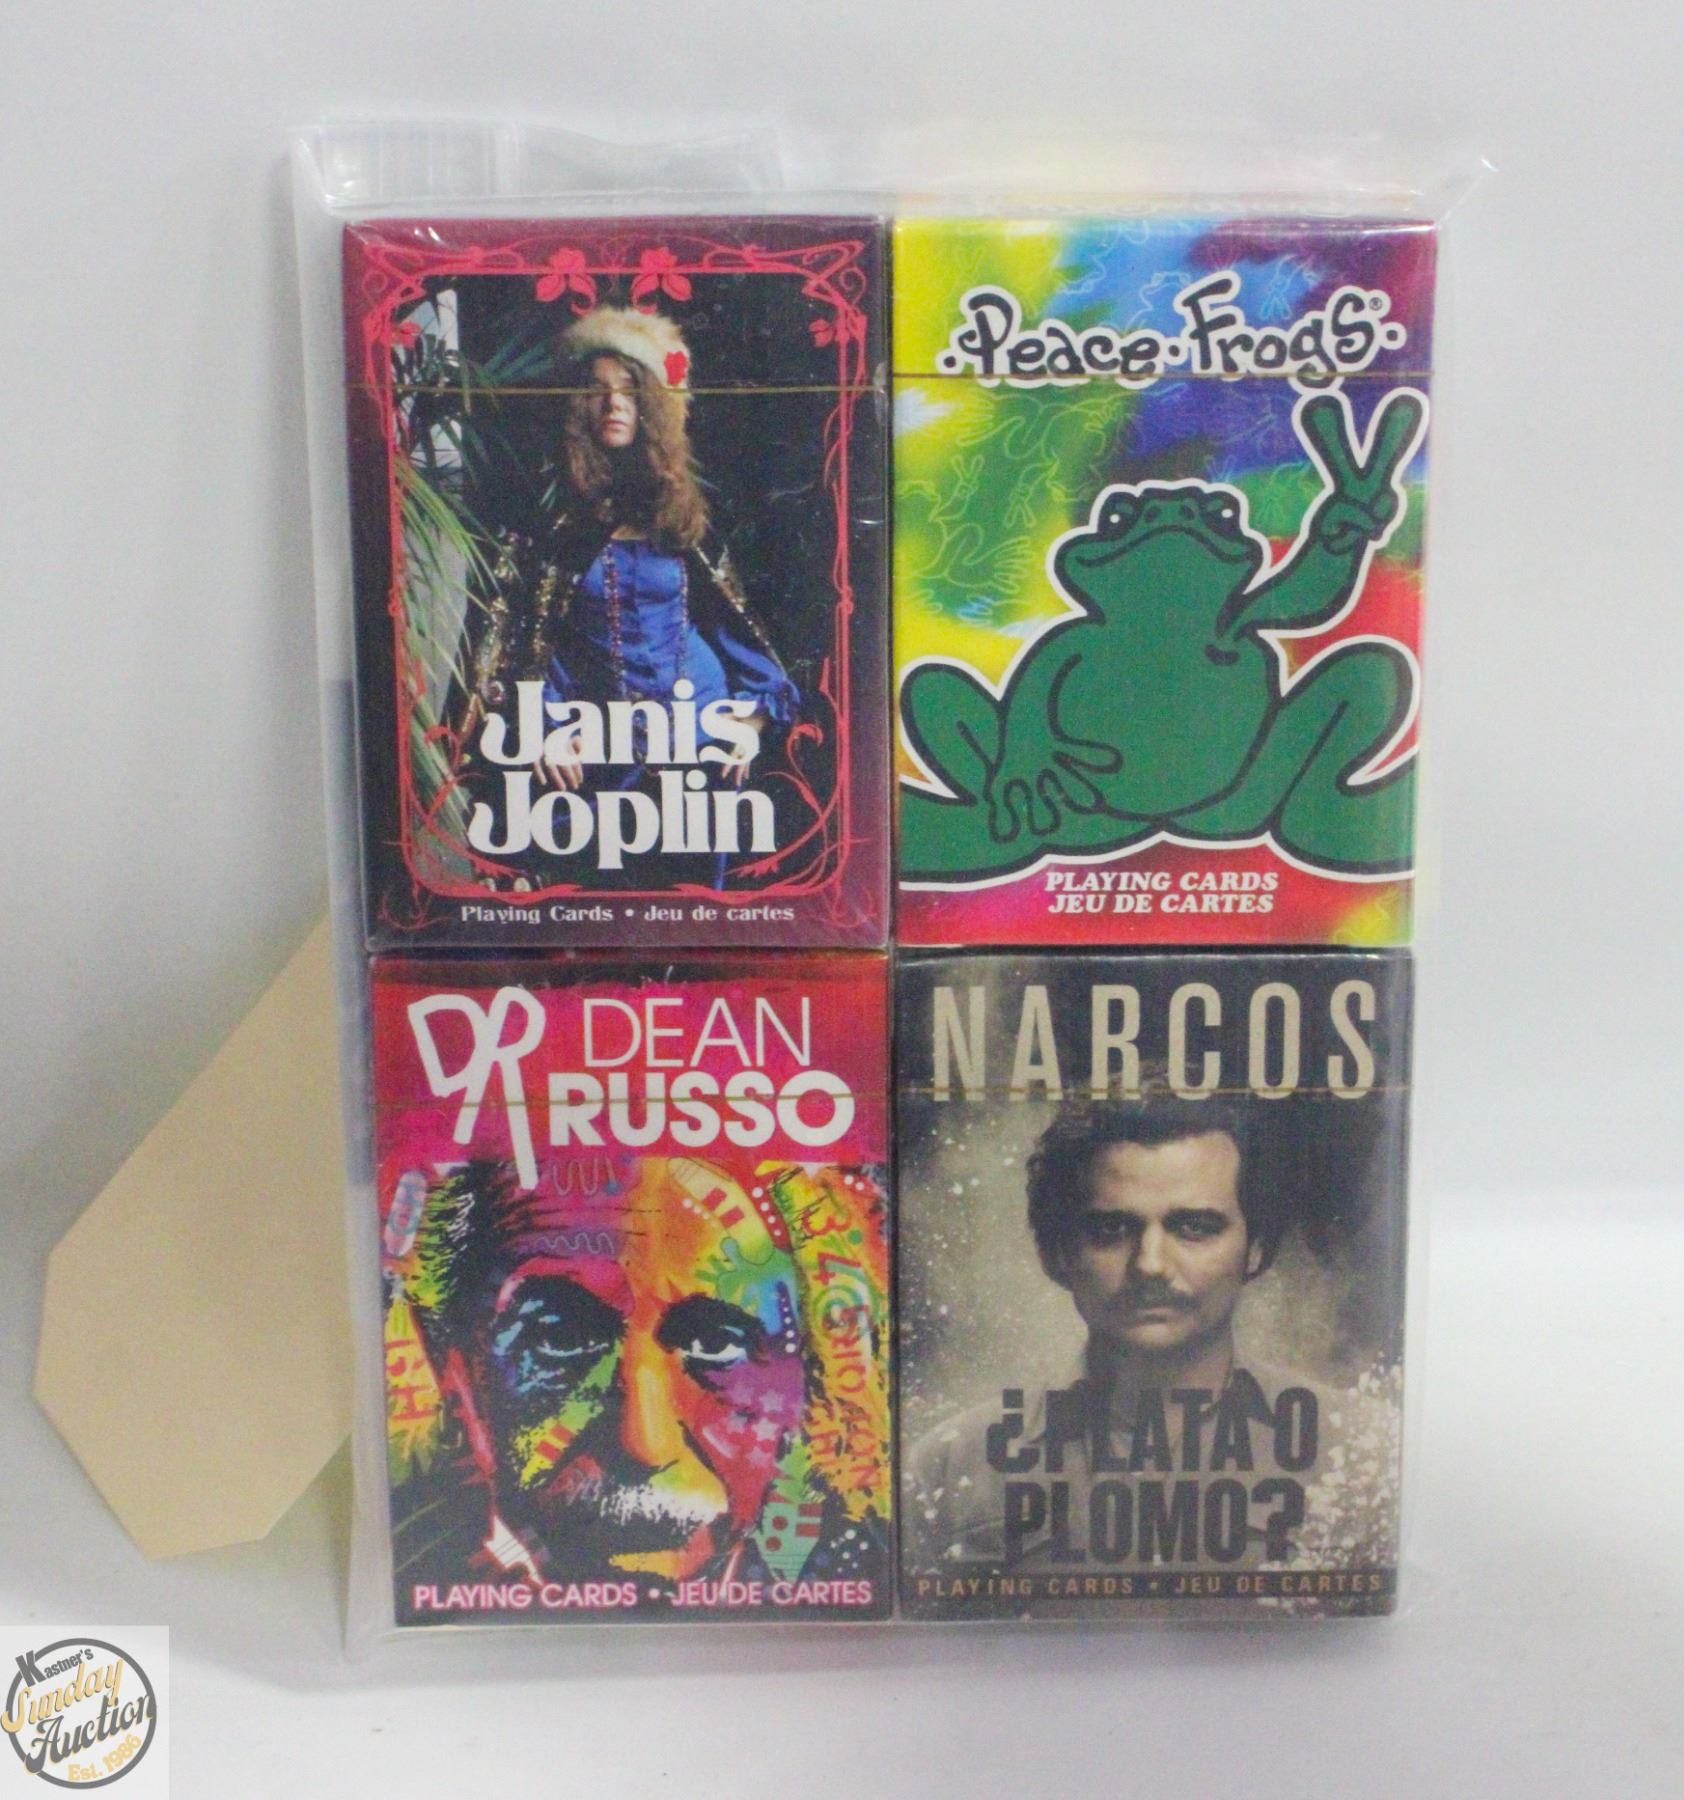 Janis
Joplin
Playing Cards • Jeu de cartes
·Peace·Frogs®·
PLAYING CARDS
JEU DE CARTES
DR DEAN
RUSSO
PLAYING CARDS • JEU DE CARTES
NARCOS
¿PLATA O
PLOMO?
PLAYING CARDS • JEU DE CARTES
Kastner's
Sunday
Auction
Est. 1986